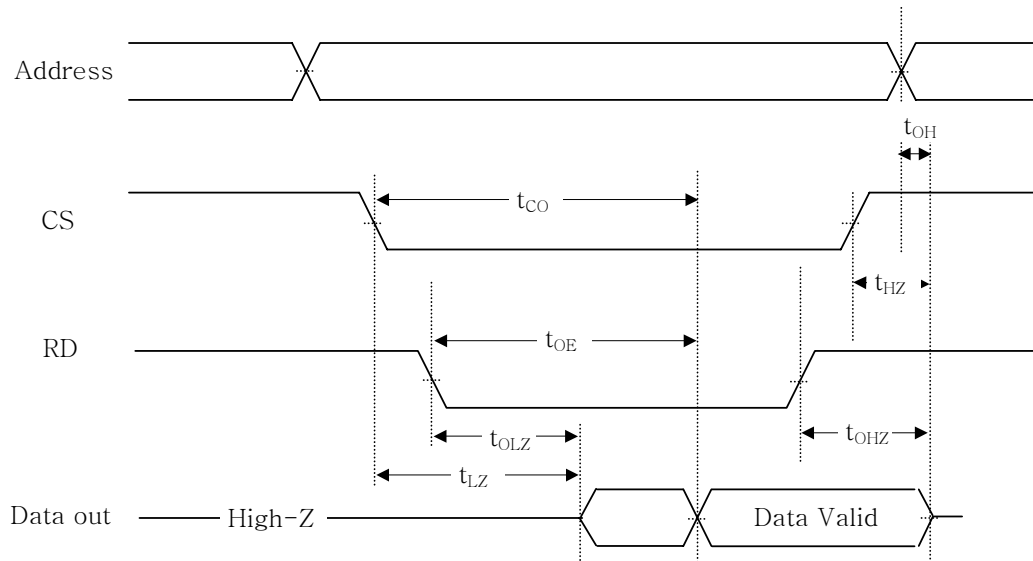 Address
tOH
CS
tCO
tHZ
RD
tOE
tOLZ
tOHZ
tLZ
Data out
High-Z
Data Valid